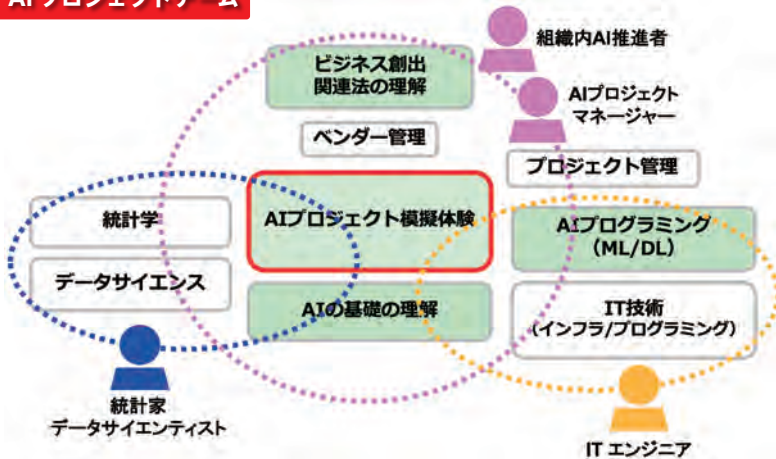 AIプロジェクトチーム
組織内AI推進者
ビジネス創出
関連法の理解
AIプロジェクト
マネージャー
ベンダー管理
プロジェクト管理
統計学
AIプロジェクト模擬体験
AIプログラミング
（ML/DL）
データサイエンス
AIの基礎の理解
IT技術
（インフラ/プログラミング）
統計家
データサイエンティスト
IT エンジニア